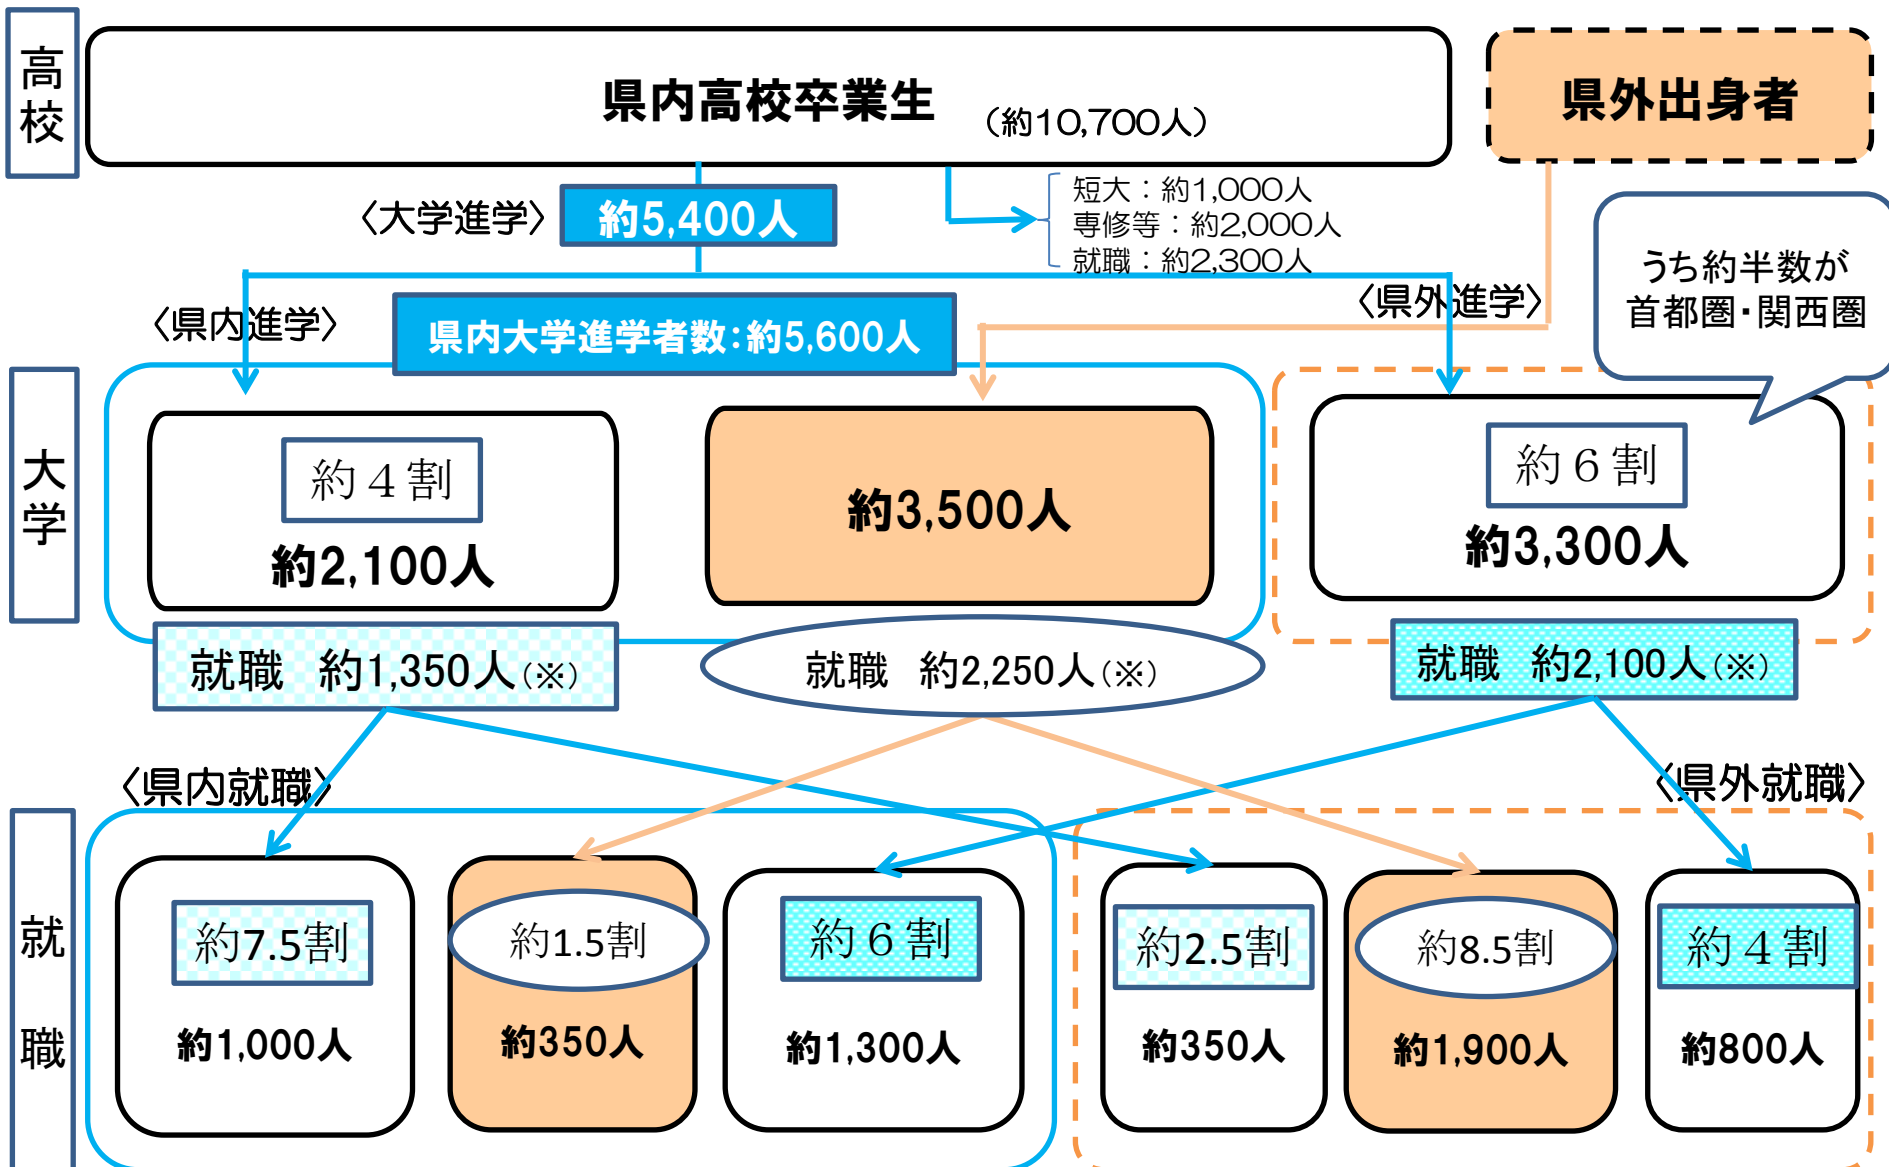 高校
県内高校卒業生 （約10,700人）
県外出身者
〈大学進学〉
約5,400人
短大：約1,000人
専修等：約2,000人
就職：約2,300人
うち約半数が
首都圏・関西圏
〈県内進学〉
県内大学進学者数：約5,600人
〈県外進学〉
大学
約４割
約2,100人
約3,500人
約６割
約3,300人
就職　約1,350人（※）
就職　約2,250人（※）
就職　約2,100人（※）
〈県内就職〉
〈県外就職〉
就職
約7.5割
約1,000人
約1.5割
約350人
約６割
約1,300人
約2.5割
約350人
約8.5割
約1,900人
約４割
約800人